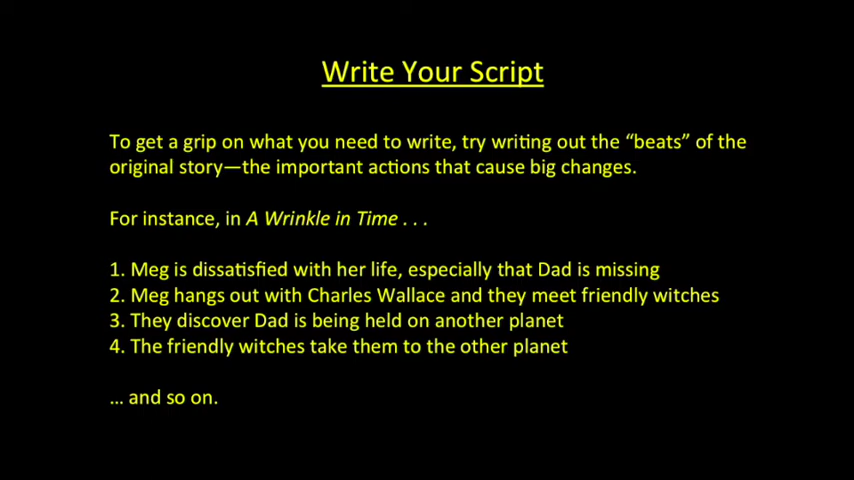 Write Your Script
To get a grip on what you need to write, try writing out the “beats” of the
original story—the important actions that cause big changes.
For instance, in A Wrinkle in Time . . .
1. Meg is dissatisfied with her life, especially that Dad is missing
2. Meg hangs out with Charles Wallace and they meet friendly witches
3. They discover Dad is being held on another planet
4. The friendly witches take them to the other planet
… and so on.